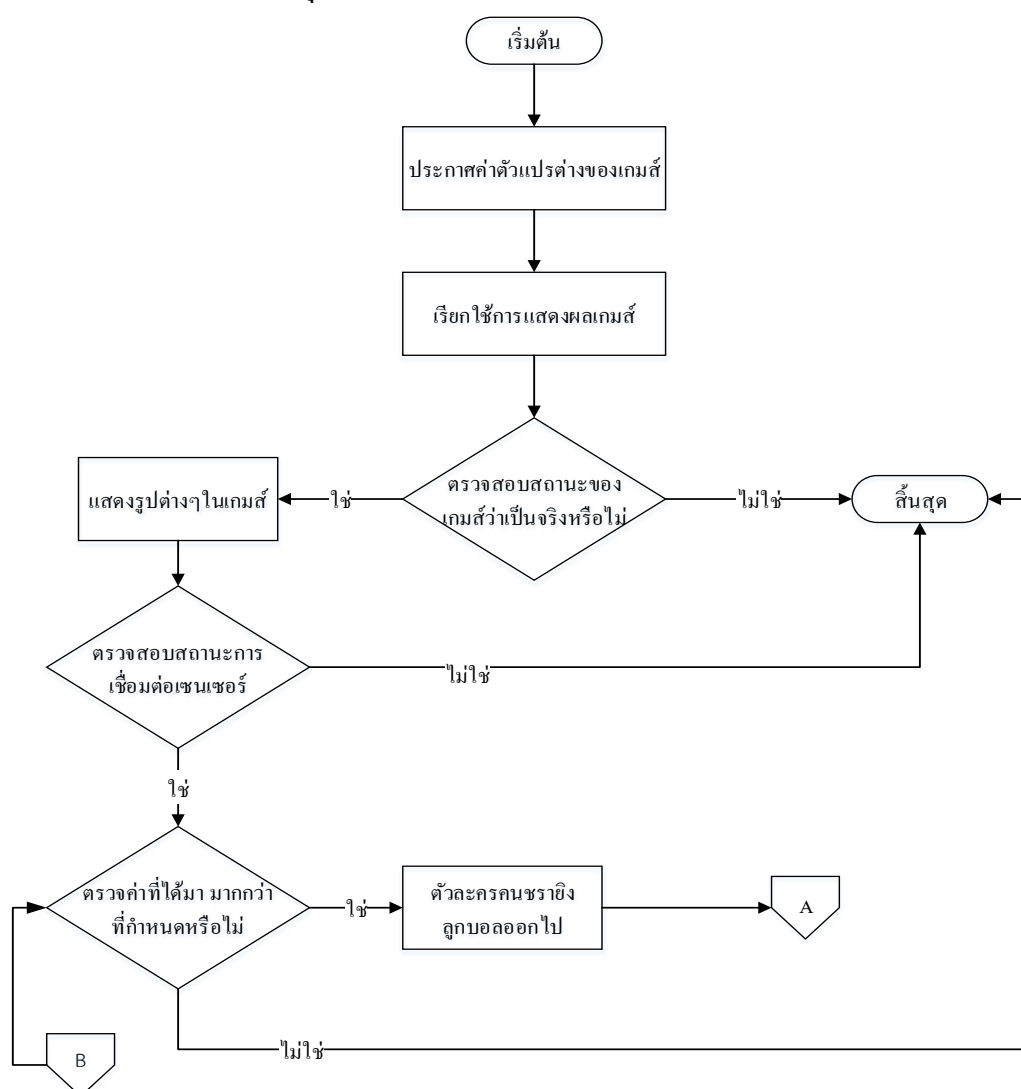 เริ่มต้น
ประกาศค่าตัวแปรต่างของเกมส์
เรียกใช้การแสดงผลเกมส์
ตรวจสอบสถานะของ
เกมส์ว่าเป็นจริงหรือไม่
ใช่
ไม่ใช่
แสดงรูปต่างๆในเกมส์
สิ้นสุด
ตรวจสอบสถานะการ
เชื่อมต่อเซนเซอร์
ไม่ใช่
ใช่
ตรวจค่าที่ได้มา มากกว่า
ที่กำหนดหรือไม่
ใช่
ตัวละครคนชรายิง
ลูกบอลออกไป
A
ไม่ใช่
B